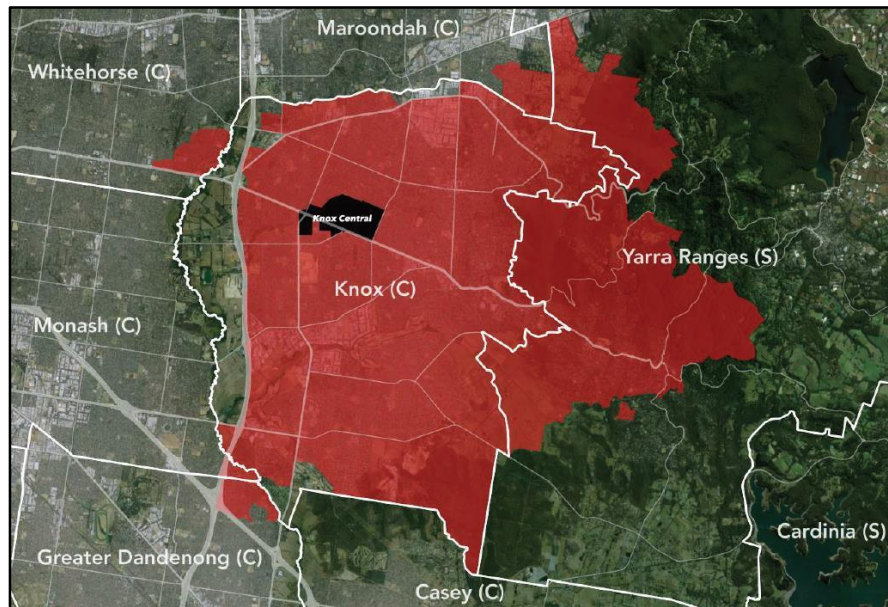 Maroondah (C)
Whitehorse (C)
Knox Central
Yarra Ranges (S)
Knox (C)
Monash (C)
Cardinia (S)
Greater Dandenong (C)
Casey (C)